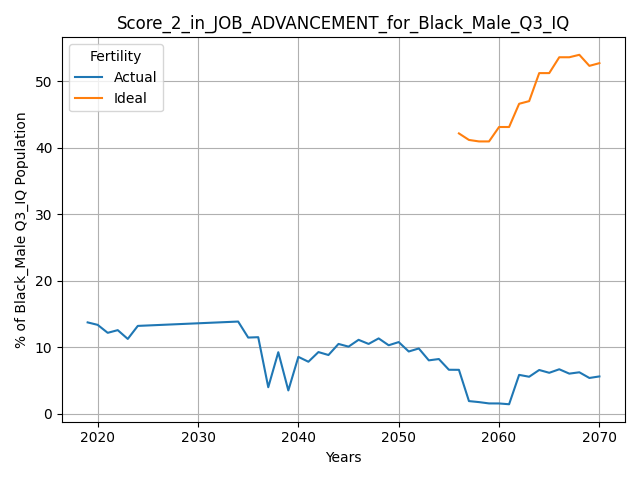 Score_2_in_JOB_ADVANCEMENT_for_Black_Male_Q3_IQ
Fertility
Actual
Ideal
% of Black_Male Q3_IQ Population
50
40
30
20
10
0
2020 2030 2040 2050 2060 2070
Years